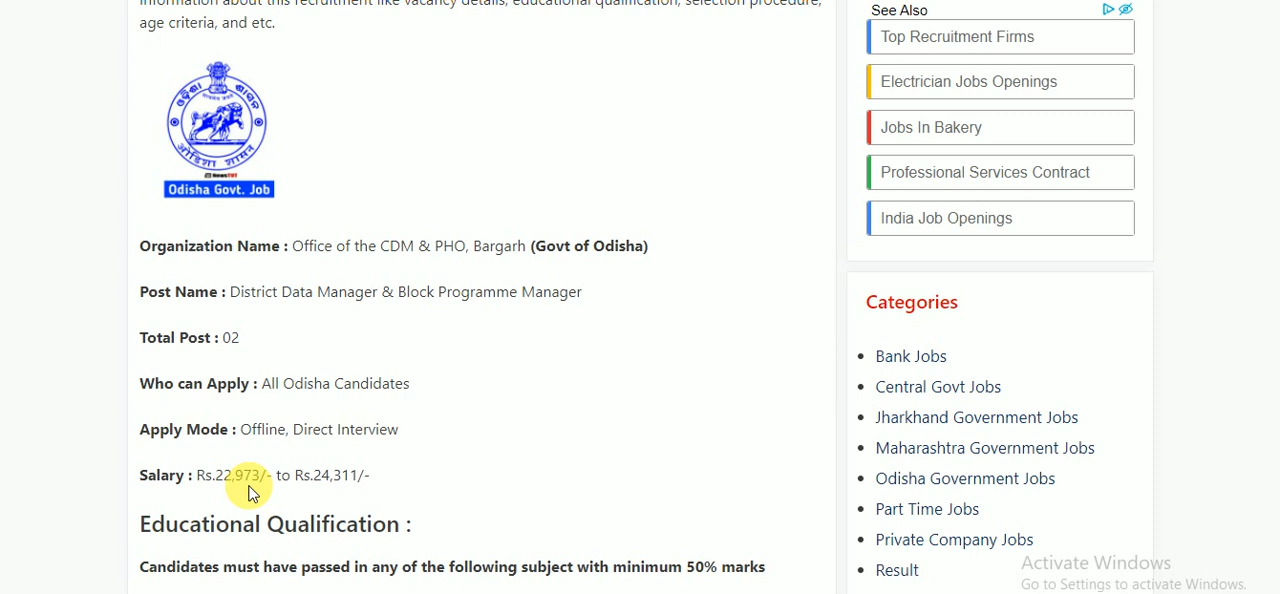 information about this recruitment like vacancy details, educational qualification, selection procedure,
age criteria, and etc.
ଓଡ଼ିଶା ଶାସନ
ओडिशा शासन
NewsTRT
Odisha Govt. Job
Organization Name : Office of the CDM & PHO, Bargarh (Govt of Odisha)
Post Name : District Data Manager & Block Programme Manager
Total Post : 02
Who can Apply : All Odisha Candidates
Apply Mode : Offline, Direct Interview
Salary : Rs.22,973/- to Rs.24,311/-
Educational Qualification :
Candidates must have passed in any of the following subject with minimum 50% marks
See Also
Top Recruitment Firms
Electrician Jobs Openings
Jobs In Bakery
Professional Services Contract
India Job Openings
Categories
Bank Jobs
Central Govt Jobs
Jharkhand Government Jobs
Maharashtra Government Jobs
Odisha Government Jobs
Part Time Jobs
Private Company Jobs
Result
Activate Windows
Go to Settings to activate Windows.